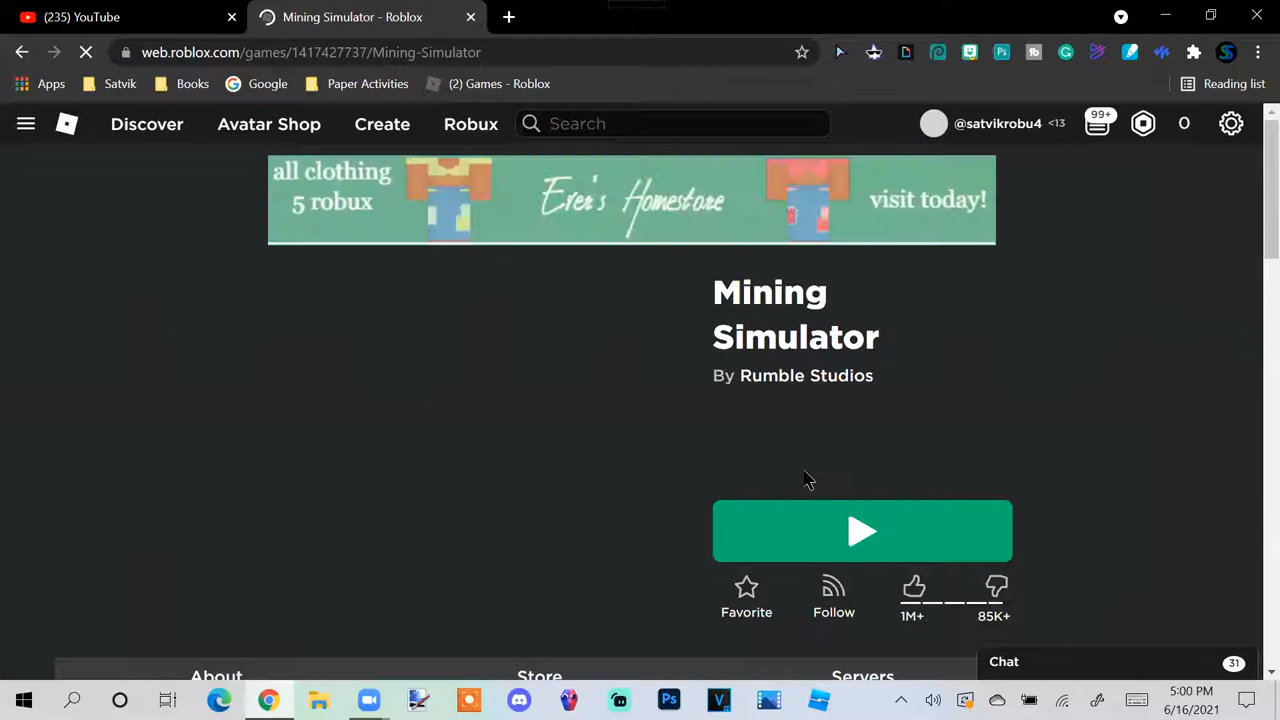 (235) YouTube
Mining Simulator - Roblox
web.roblox.com/games/1417427737/Mining-Simulator
Apps
Satvik
Books
Google
Paper Activities
(2) Games - Roblox
Reading list
Discover
Avatar Shop
Create
Robux
Search
@satvikrobu4 <13
99+
0
all clothing
5 robux
Erer's Homestore
visit today!
Mining
Simulator
By Rumble Studios
Favorite
Follow
1M+
85K+
About
Store
Servers
Chat
31
5:00 PM
6/16/2021